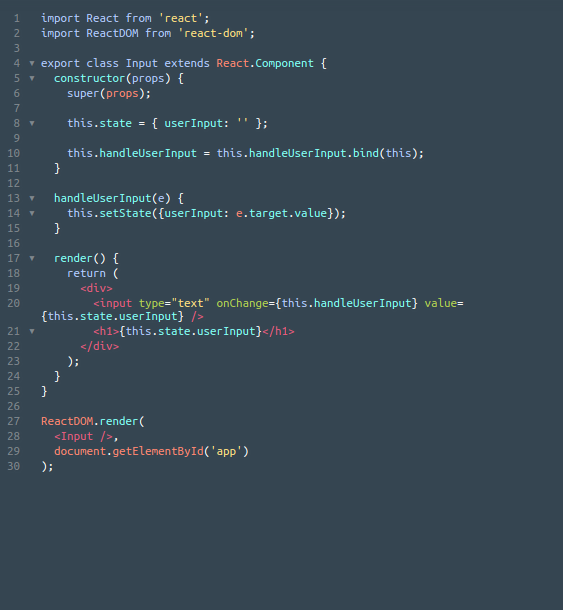 1 import React from 'react';
2 import ReactDOM from 'react-dom';
3
4 export class Input extends React.Component {
5   constructor(props) {
6     super(props);
7
8     this.state = { userInput: '' };
9
10     this.handleUserInput = this.handleUserInput.bind(this);
11   }
12
13   handleUserInput(e) {
14     this.setState({userInput: e.target.value});
15   }
16
17   render() {
18     return (
19       <div>
20         <input type="text" onChange={this.handleUserInput} value=
{this.state.userInput} />
21         <h1>{this.state.userInput}</h1>
22       </div>
23     );
24   }
25 }
26
27 ReactDOM.render(
28   <Input />,
29   document.getElementById('app')
30 );